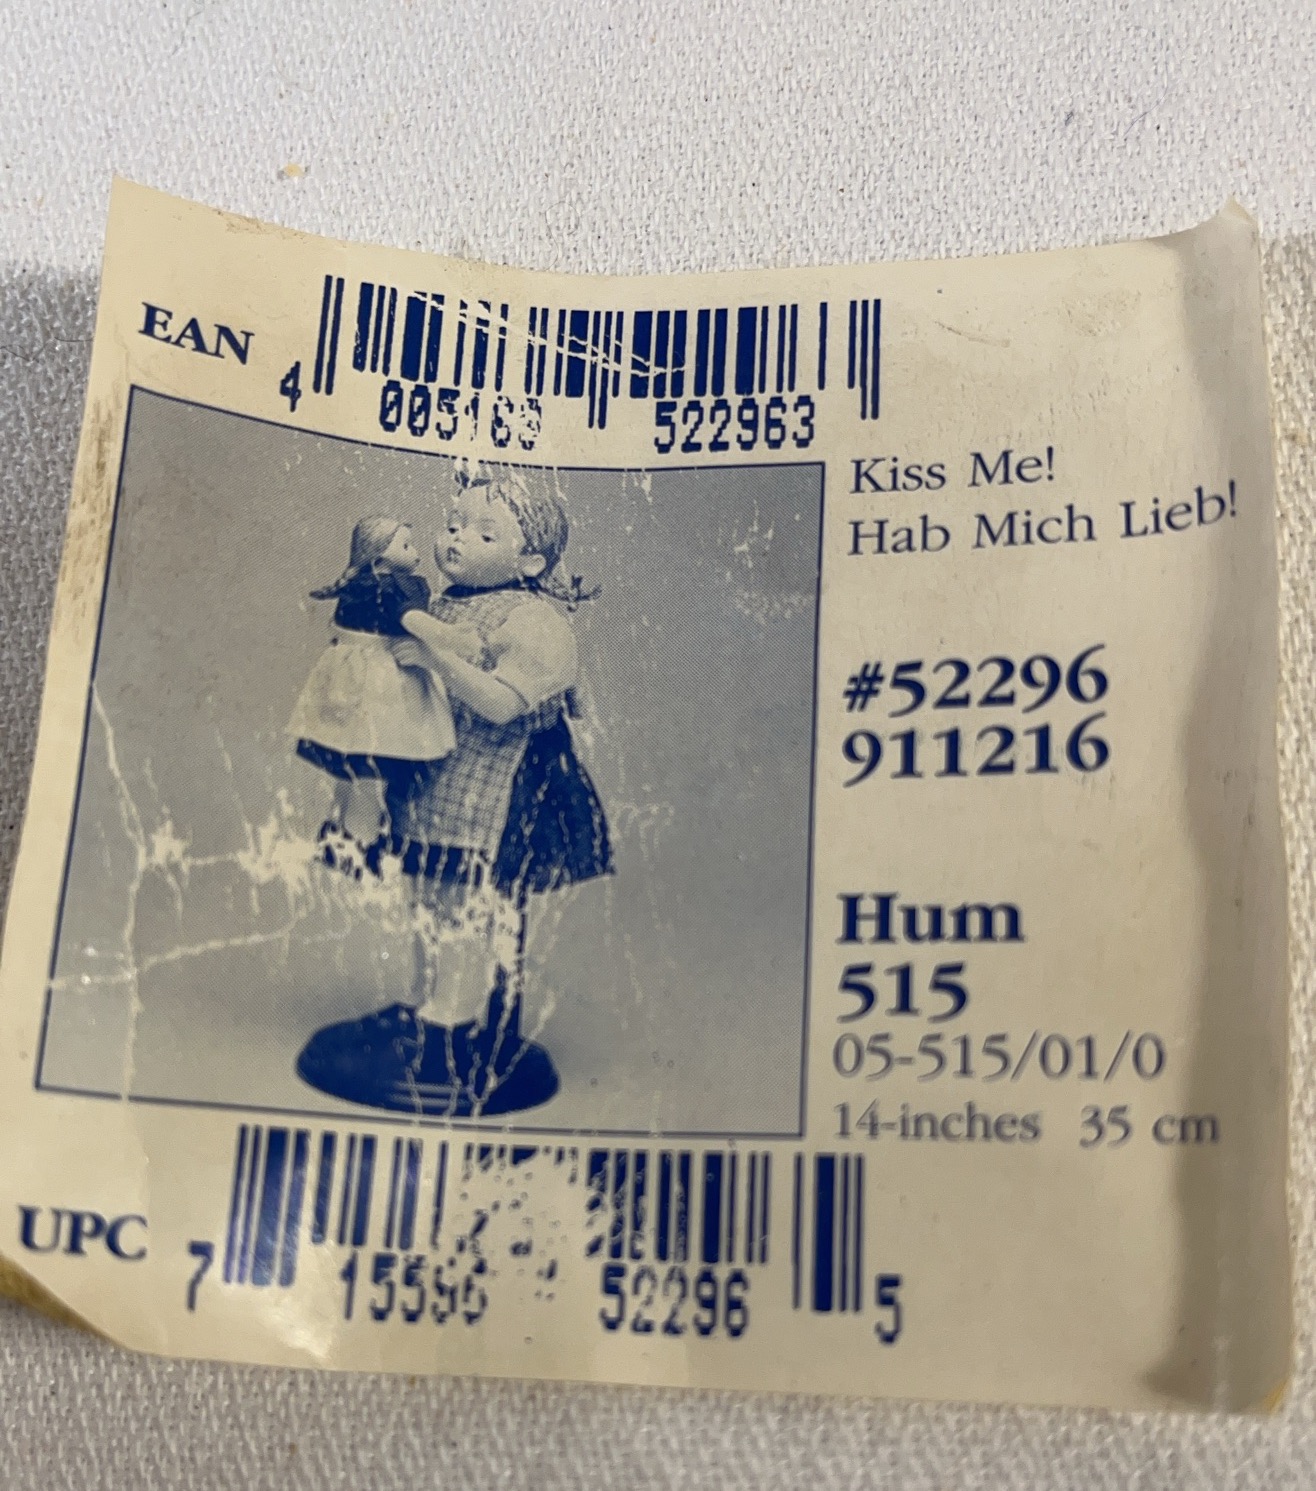 EAN
4 005169 522963
Kiss Me!
Hab Mich Lieb!
#52296
911216
Hum
515
05-515/01/0
14-inches 35 cm
UPC
7 15596 52296 5